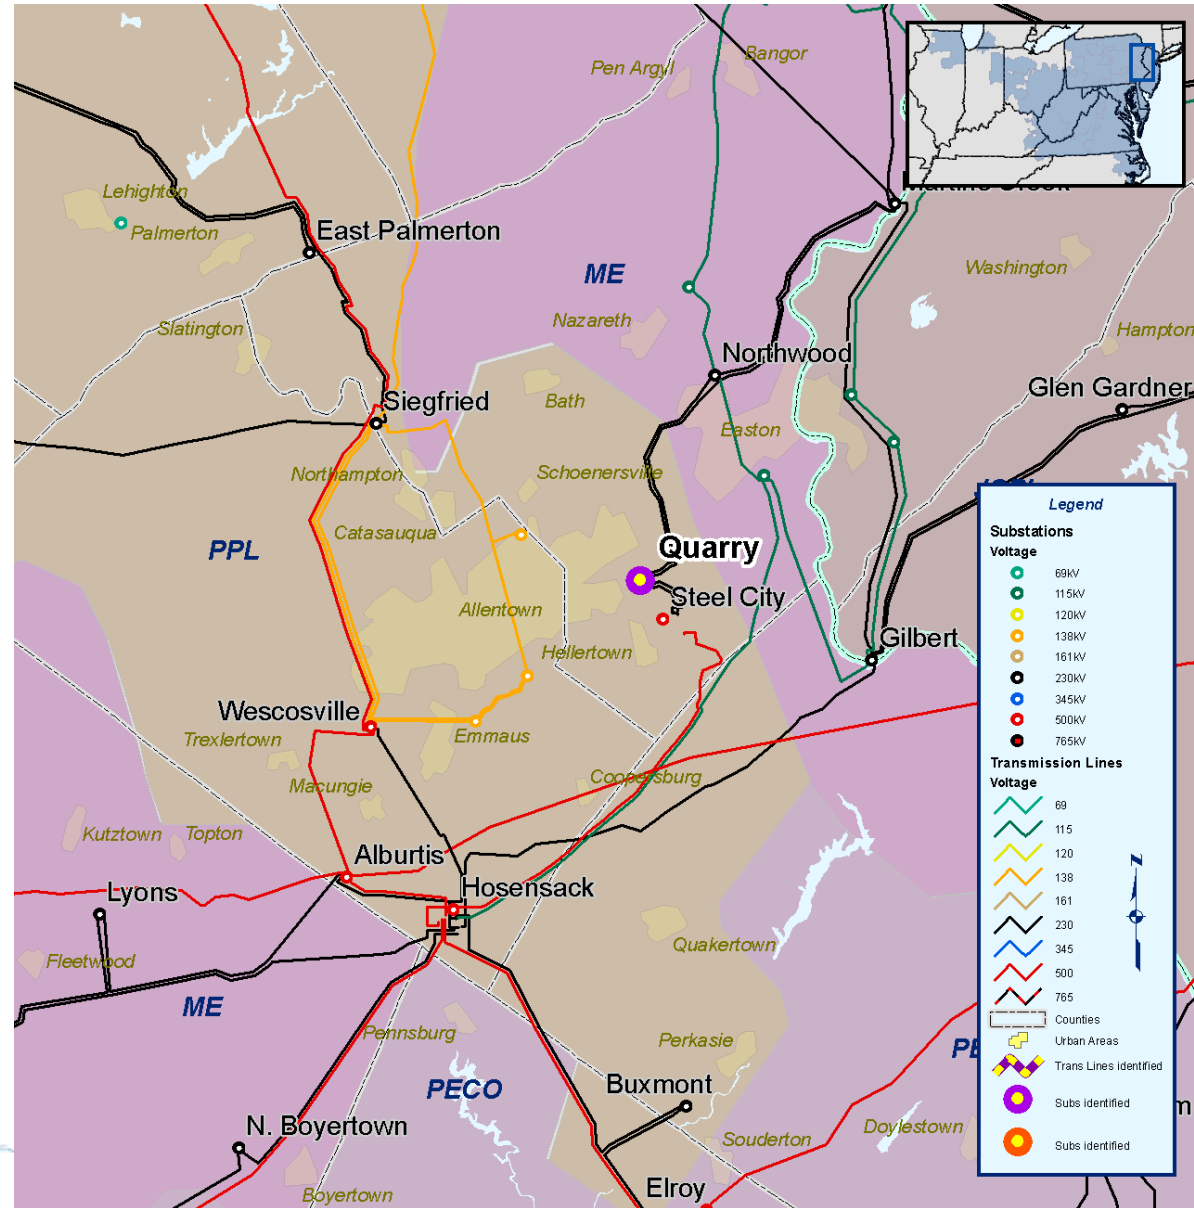 Bangor
Pen Argyl
Lehighton
Palmerton
East Palmerton
ME
Washington
Slatington
Nazareth
Hampton
Northwood
Glen Gardner
Siegfried
Bath
Easton
Northampton
Schoenersville
Catasauqua
PPL
Quarry
Steel City
Allentown
Hellertown
Gilbert
Wescosville
Trexlertown
Emmaus
Macungie
Coopersburg
Kutztown
Topton
Alburtis
Lyons
Hosensack
Fleetwood
Quakertown
ME
Pennsburg
Perkasie
PECO
Buxmont
N. Boyertown
Souderton
Doylestown
Boyertown
Elroy
Legend
Substations
Voltage
69kV
115kV
120kV
138kV
161kV
230kV
345kV
500kV
765kV
Transmission Lines
Voltage
69
115
120
138
161
230
345
500
765
Counties
Urban Areas
Trans Lines identified
Subs identified
Subs identified
N